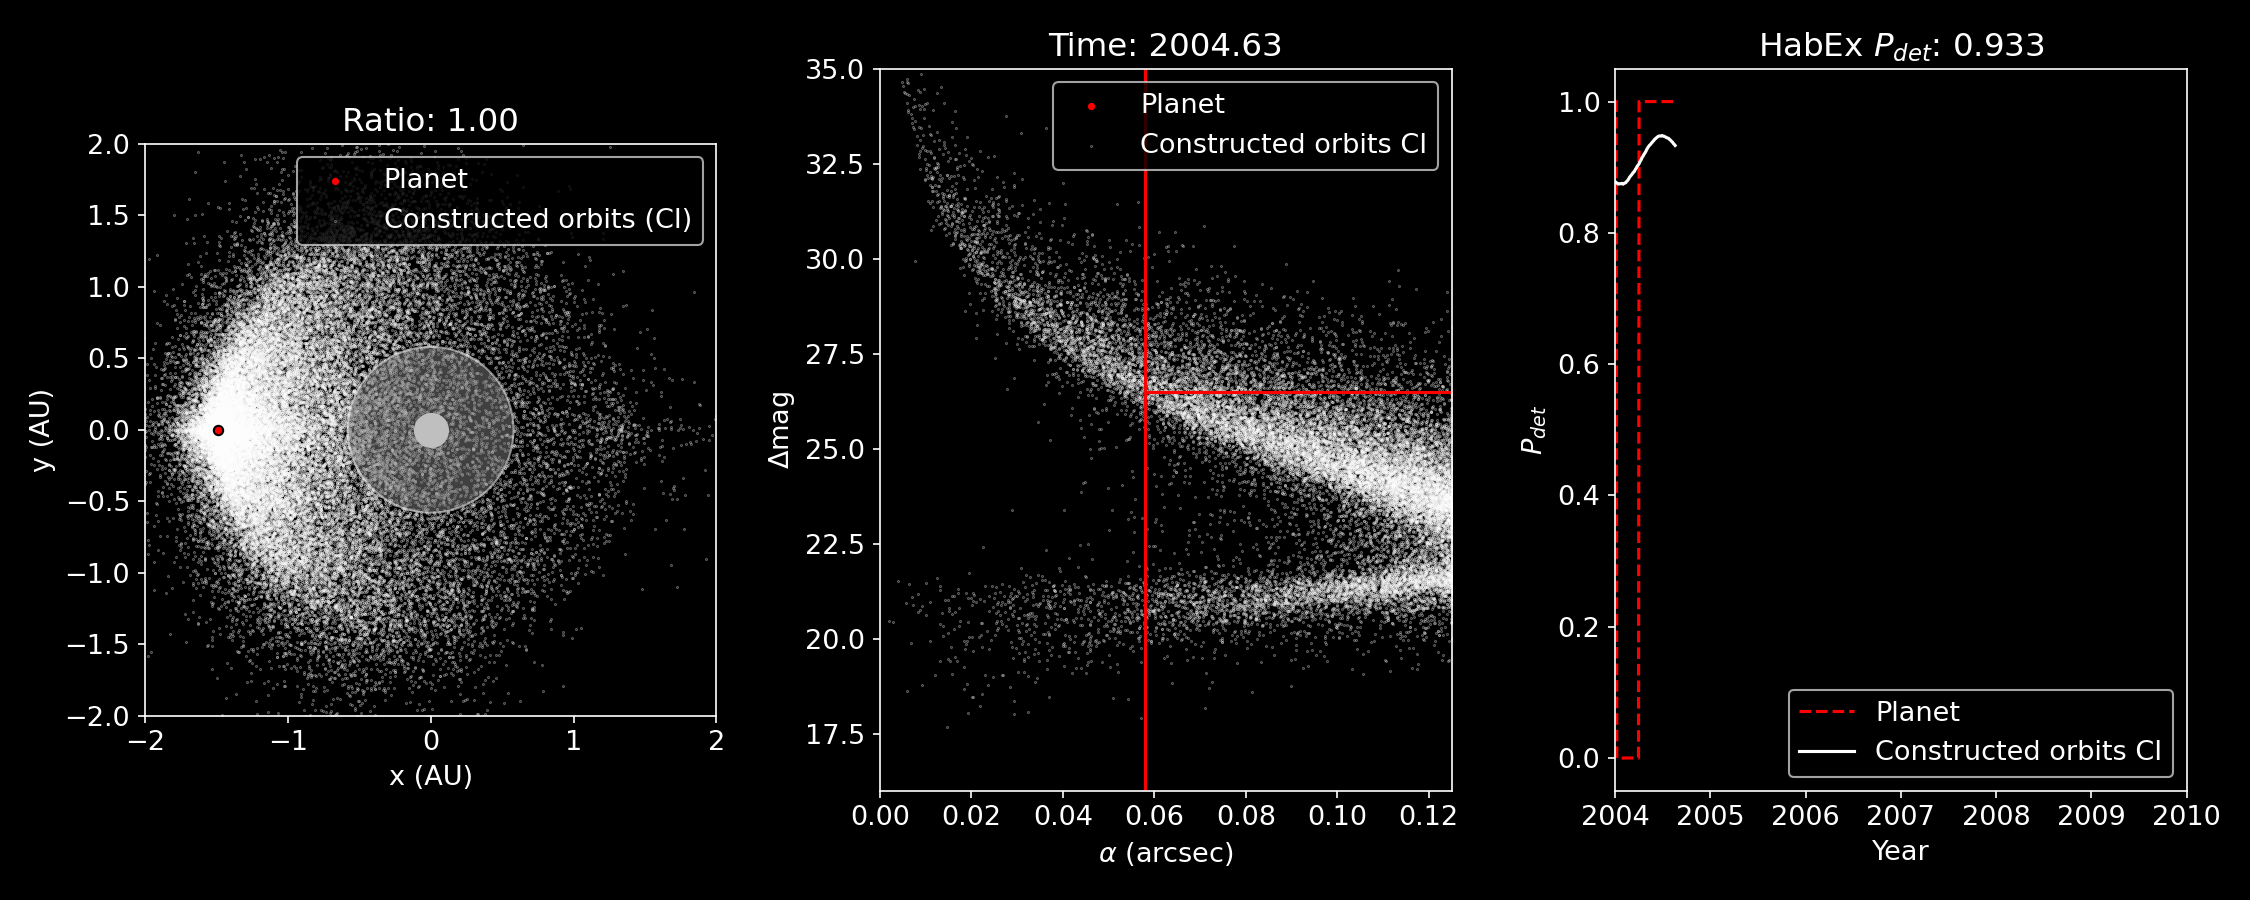 Ratio: 1.00
Planet
Constructed orbits (CI)
2.0
1.5
1.0
0.5
0.0
−0.5
−1.0
−1.5
−2.0
−2
−1
0
1
2
x (AU)
y (AU)
Time: 2004.63
Planet
Constructed orbits CI
35.0
32.5
30.0
27.5
25.0
22.5
20.0
17.5
0.00
0.02
0.04
0.06
0.08
0.10
0.12
α (arcsec)
Δmag
HabEx P_det: 0.933
1.0
0.8
0.6
0.4
0.2
0.0
Planet
Constructed orbits CI
2004
2005
2006
2007
2008
2009
2010
Year
P_det